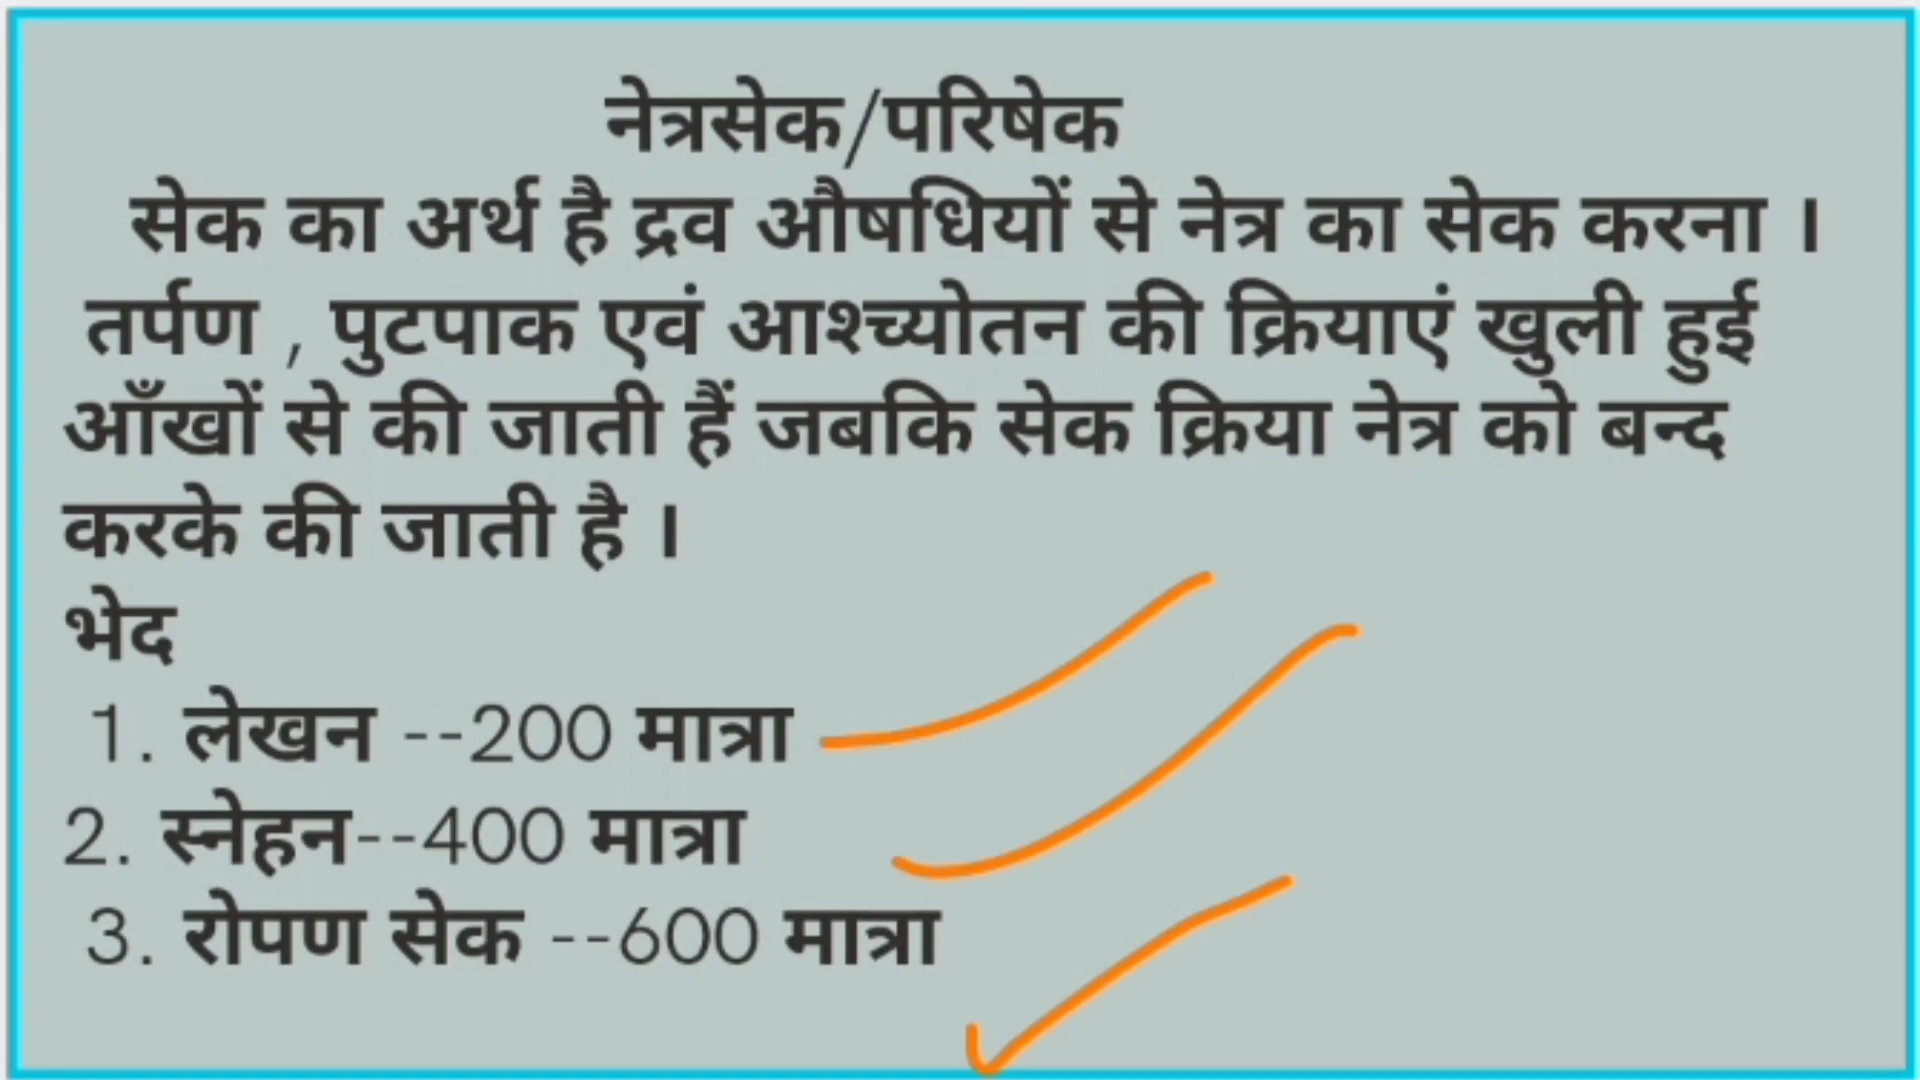 नेत्रसेक/परिषेक
सेक का अर्थ है द्रव औषधियों से नेत्र का सेक करना ।
तर्पण , पुटपाक एवं आश्च्योतन की क्रियाएं खुली हुई
आँखों से की जाती हैं जबकि सेक क्रिया नेत्र को बन्द
करके की जाती है ।
भेद
1. लेखन --200 मात्रा
2. स्नेहन--400 मात्रा
3. रोपण सेक --600 मात्रा